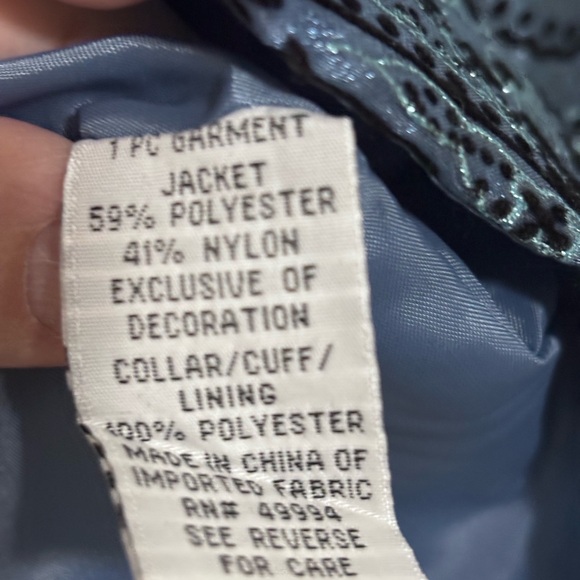 1 PC GARMENT
JACKET
59% POLYESTER
41% NYLON
EXCLUSIVE OF
DECORATION
COLLAR/CUFF/
LINING
100% POLYESTER
MADE IN CHINA OF
IMPORTED FABRIC
RN# 49994
SEE REVERSE
FOR CARE